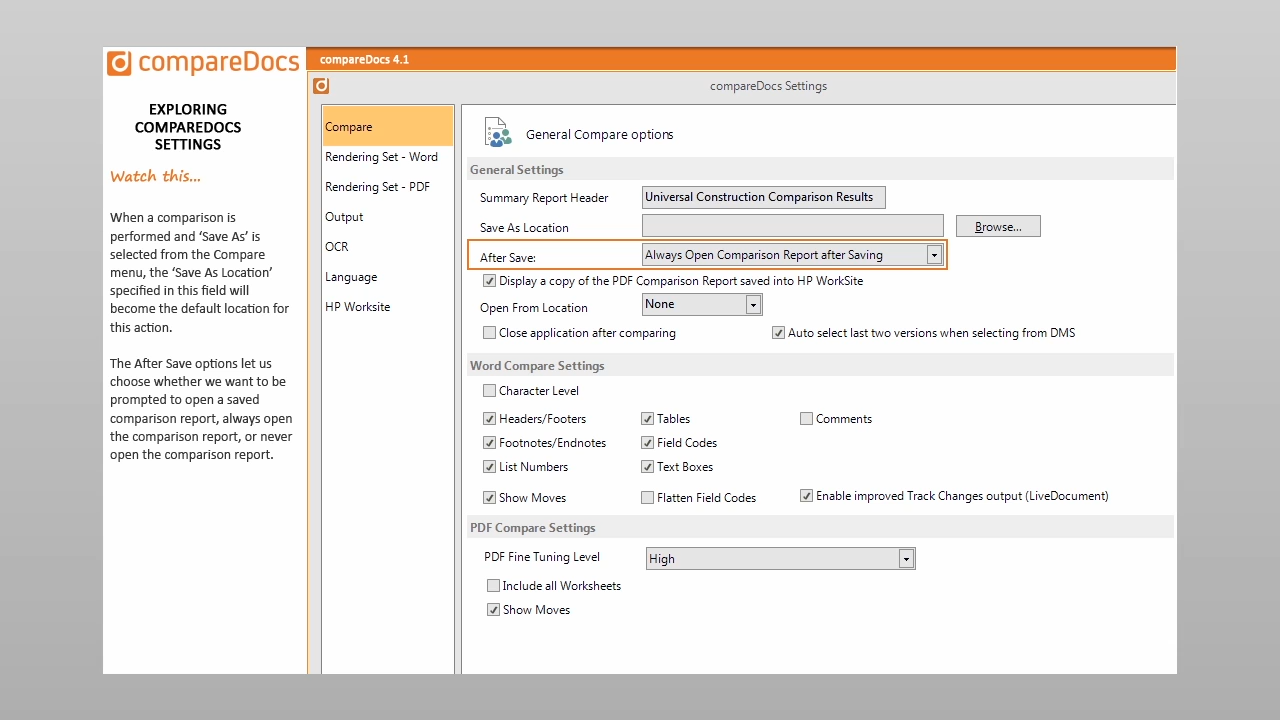 compareDocs
EXPLORING
COMPAREDOCS
SETTINGS
Watch this...
When a comparison is
performed and ‘Save As’ is
selected from the Compare
menu, the ‘Save As Location’
specified in this field will
become the default location for
this action.
The After Save options let us
choose whether we want to be
prompted to open a saved
comparison report, always open
the comparison report, or never
open the comparison report.
compareDocs 4.1
compareDocs Settings
Compare
Rendering Set - Word
Rendering Set - PDF
Output
OCR
Language
HP Worksite
General Compare options
General Settings
Summary Report Header Universal Construction Comparison Results
Save As Location Browse...
After Save: Always Open Comparison Report after Saving
Display a copy of the PDF Comparison Report saved into HP WorkSite
Open From Location None
Close application after comparing Auto select last two versions when selecting from DMS
Word Compare Settings
Character Level
Headers/Footers Tables Comments
Footnotes/Endnotes Field Codes
List Numbers Text Boxes
Show Moves Flatten Field Codes Enable improved Track Changes output (LiveDocument)
PDF Compare Settings
PDF Fine Tuning Level High
Include all Worksheets
Show Moves